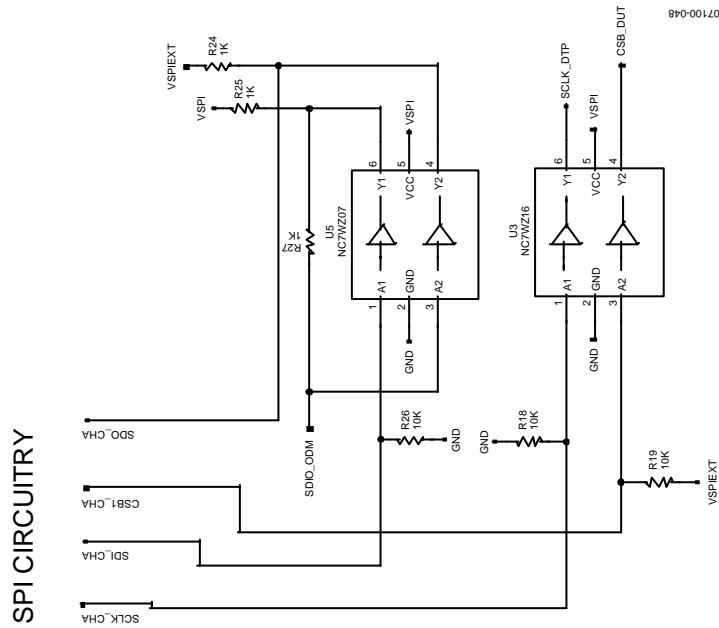 SPI CIRCUITRY
SCLK_CHA
SDI_CHA
CSB1_CHA
SDO_CHA
VSPIEXT
R24
1K
VSPI
R25
1K
R27
1K
SDIO_ODM
R26
10K
GND
U5
NC7WZ07
1
A1
Y1
6
2
GND
VCC
5
3
A2
Y2
4
GND
VSPI
GND
R18
10K
R19
10K
VSPIEXT
U3
NC7WZ16
1
A1
Y1
6
2
GND
VCC
5
3
A2
Y2
4
GND
VSPI
SCLK_DTP
CSB_DUT
07100-048